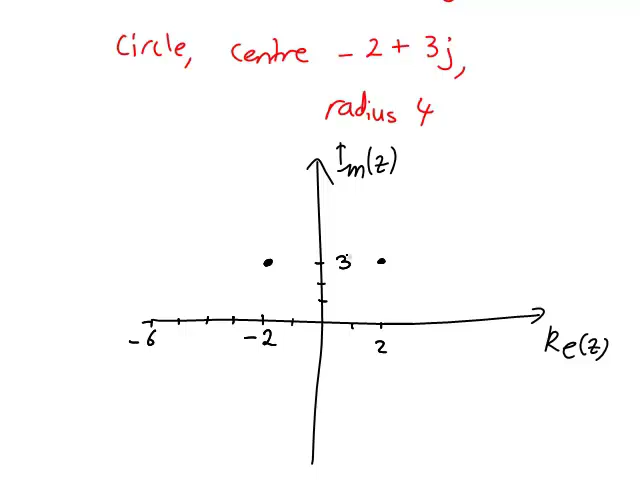 Circle, centre - 2 + 3j,
radius 4
Im(z)
3
-6
-2
2
Re(z)